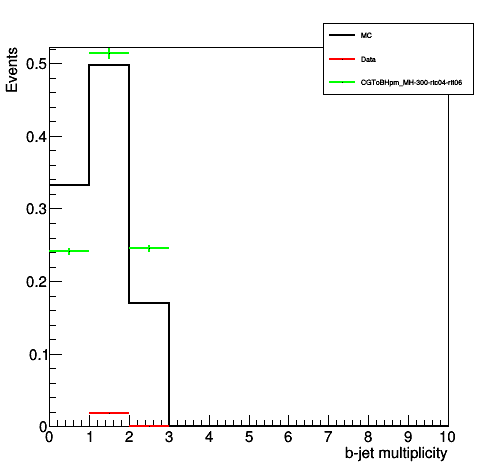 MC
Data
CGToBHpm_MH-300-rtc04-rtt06
Events
0.5
0.4
0.3
0.2
0.1
0
0 1 2 3 4 5 6 7 8 9 10
b-jet multiplicity